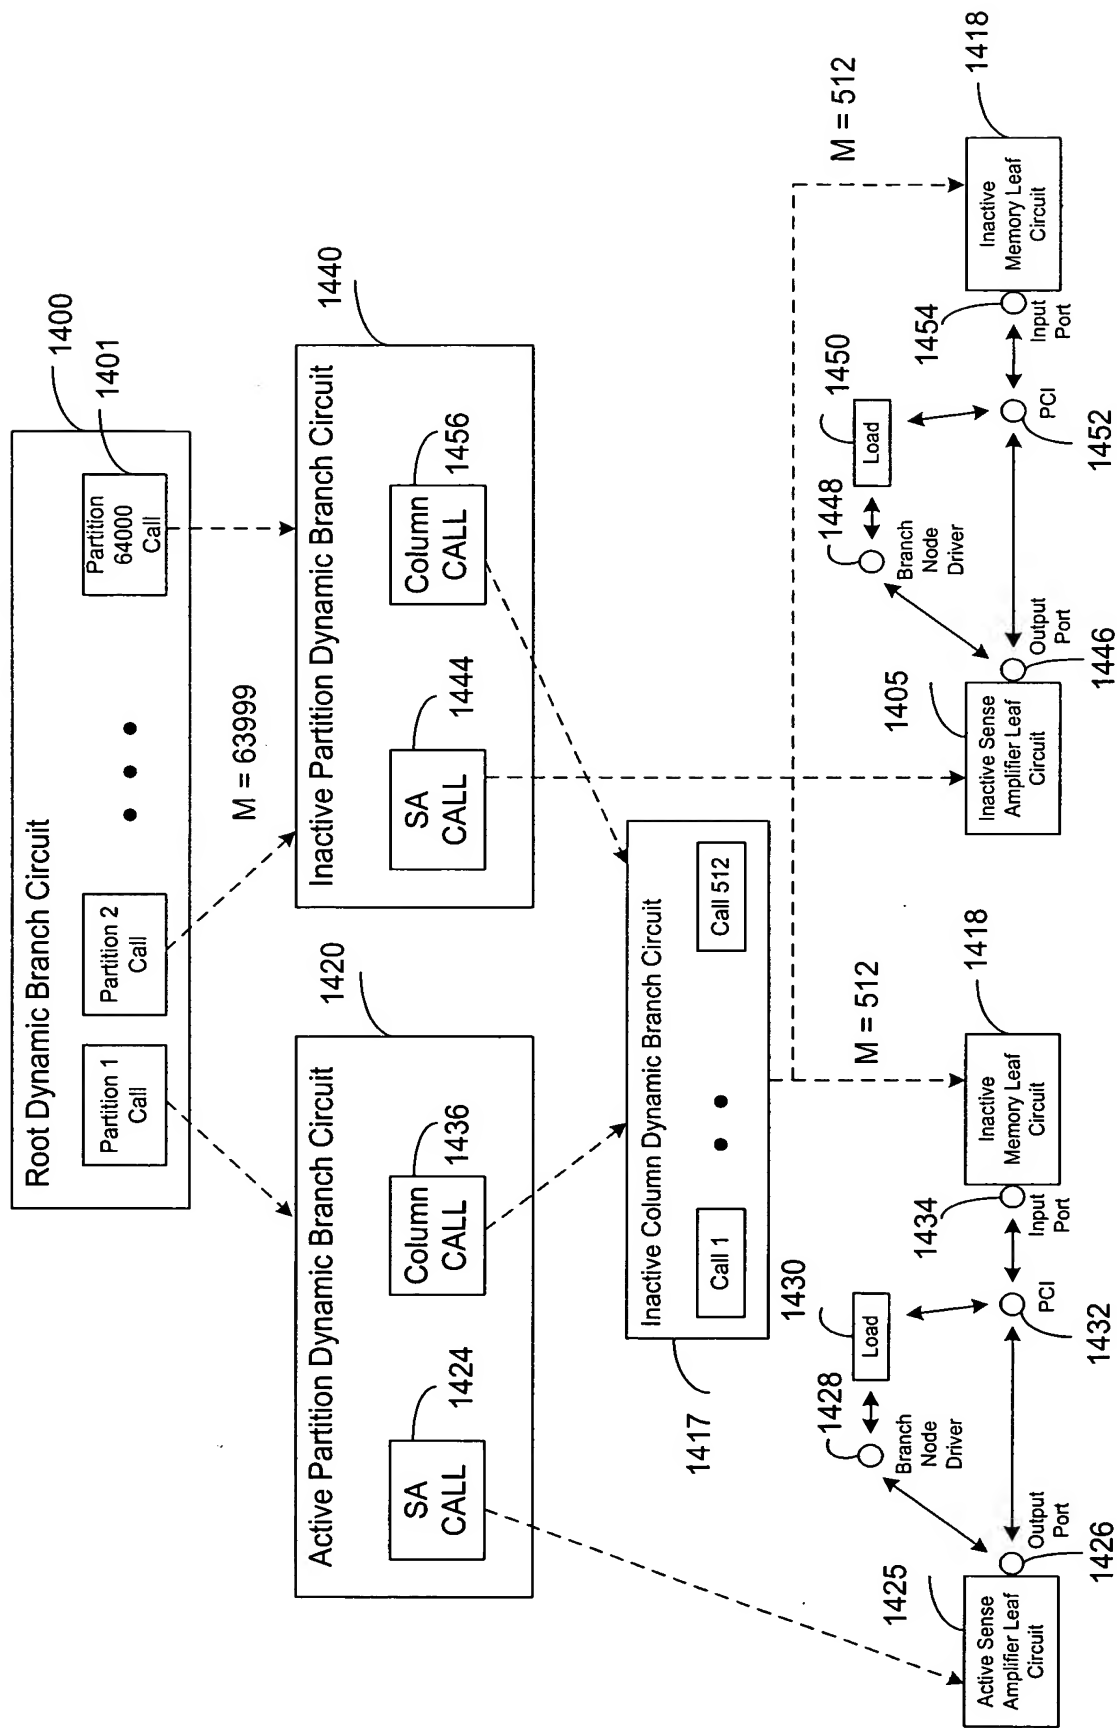 Root Dynamic Branch Circuit
1400
1401
Partition 1
Call
Partition 2
Call
Partition
64000
Call
M = 63999
1420
1440
Active Partition Dynamic Branch Circuit
SA
CALL
1424
Column
CALL
1436
Inactive Partition Dynamic Branch Circuit
SA
CALL
1444
Column
CALL
1456
Inactive Column Dynamic Branch Circuit
Call 1
Call 512
1417
M = 512
M = 512
1425
Active Sense
Amplifier Leaf
Circuit
Output
Port
1426
1428
Branch
Node
Driver
1430
Load
PCI
1432
1434
Input
Port
Inactive
Memory Leaf
Circuit
1418
1405
Inactive Sense
Amplifier Leaf
Circuit
Output
Port
1446
1448
Branch
Node
Driver
1450
Load
PCI
1452
1454
Input
Port
Inactive
Memory Leaf
Circuit
1418